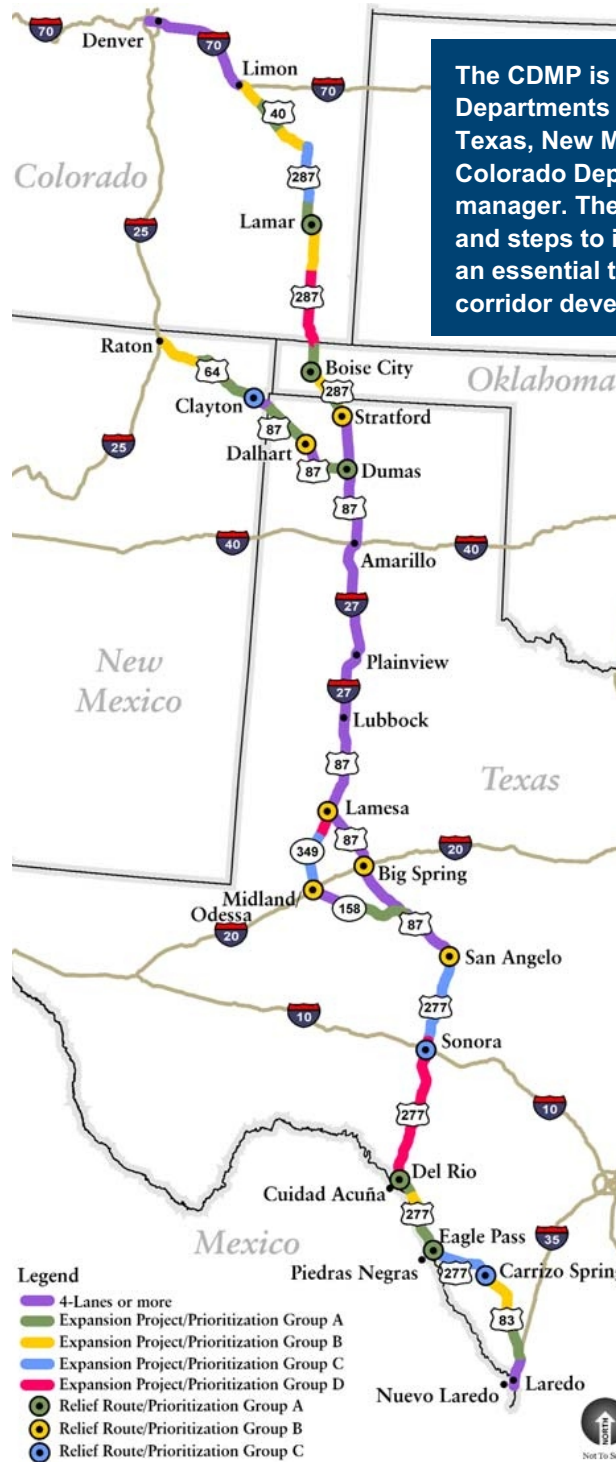 70
Denver
70
Limon
70
40
The CDMP is
Departments
Texas, New M
Colorado Dep
manager. The
and steps to i
an essential t
corridor deve
Colorado
287
Lamar
25
287
Raton
64
Boise City
Oklahoma
287
Clayton
87
Stratford
25
Dalhart
87
Dumas
87
40
40
Amarillo
27
New
Mexico
Plainview
27
Lubbock
87
Texas
Lamesa
349
87
20
Big Spring
Midland/
Odessa
158
87
20
San Angelo
277
10
Sonora
10
277
Del Rio
Cuidad Acuña
277
35
Mexico
Eagle Pass
Piedras Negras
277
Carrizo Spring
83
Laredo
Nuevo Laredo
Legend
4-Lanes or more
Expansion Project/Prioritization Group A
Expansion Project/Prioritization Group B
Expansion Project/Prioritization Group C
Expansion Project/Prioritization Group D
Relief Route/Prioritization Group A
Relief Route/Prioritization Group B
Relief Route/Prioritization Group C
NORTH
Not To S